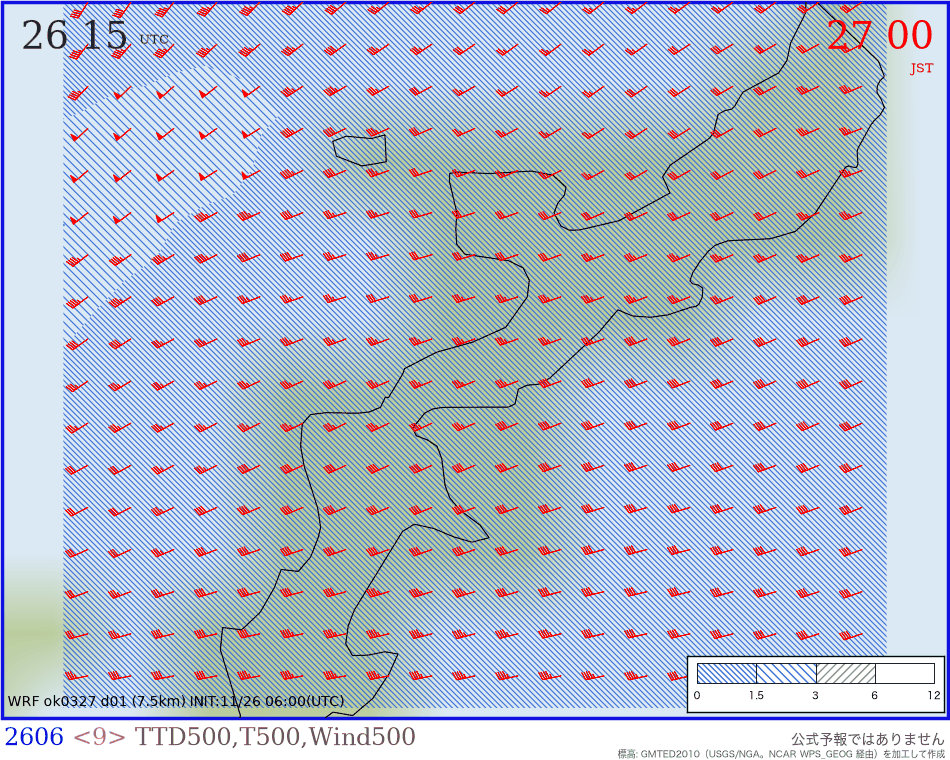 26 15 UTC
27 00
JST
WRF ok0327 d01 (7.5km) INIT:11/26 06:00(UTC)
0 1.5 3 6 12
2606 <9> TTD500,T500,Wind500
公式予報ではありません
標高: GMTED2010（USGS/NGA。NCAR WPS_GEOG 経由）を加工して作成